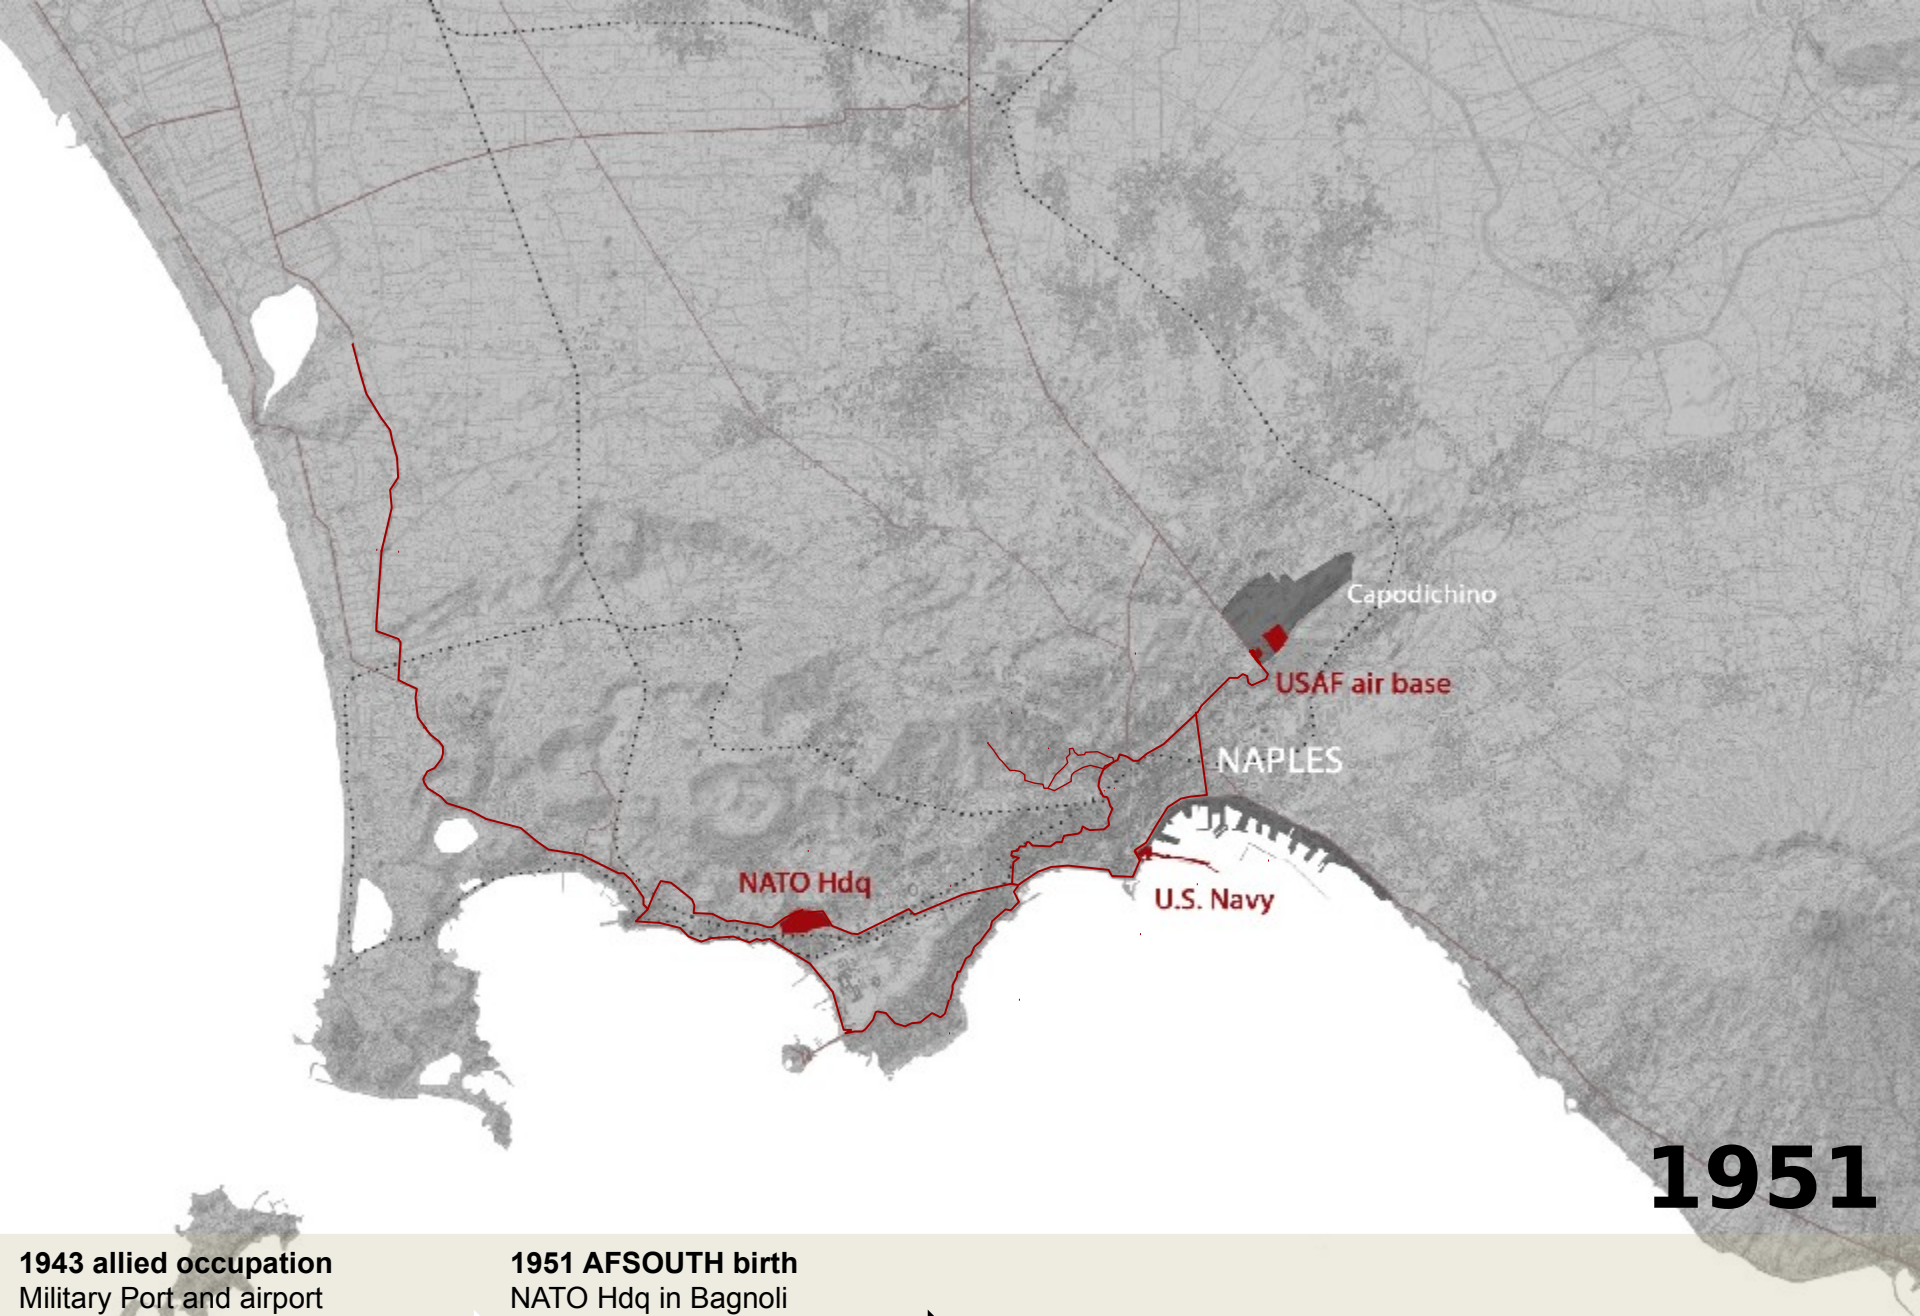 Capodichino
USAF air base
NAPLES
NATO Hdq
U.S. Navy
1951
1943 allied occupation
Military Port and airport
1951 AFSOUTH birth
NATO Hdq in Bagnoli